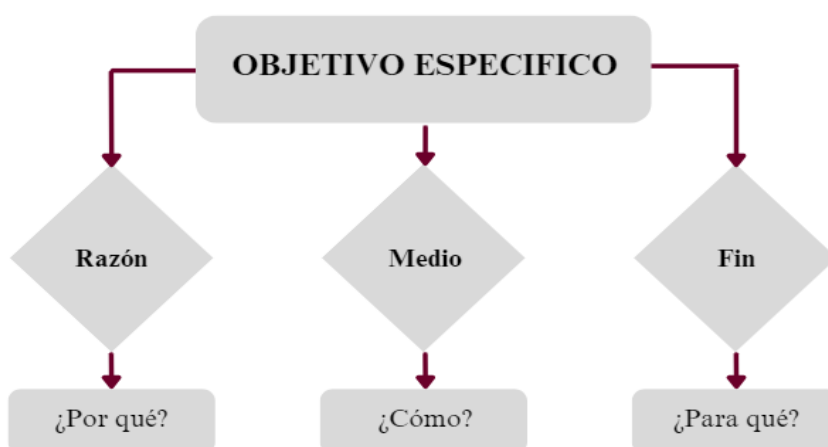 OBJETIVO ESPECIFICO
Razón
Medio
Fin
¿Por qué?
¿Cómo?
¿Para qué?